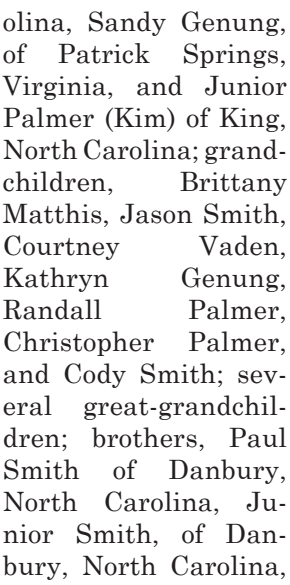 olina, Sandy Genung,
of Patrick Springs,
Virginia, and Junior
Palmer (Kim) of King,
North Carolina; grand-
children, Brittany
Matthis, Jason Smith,
Courtney Vaden,
Kathryn Genung,
Randall Palmer,
Christopher Palmer,
and Cody Smith; sev-
eral great-grandchil-
dren; brothers, Paul
Smith of Danbury,
North Carolina, Ju-
nior Smith, of Dan-
bury, North Carolina,